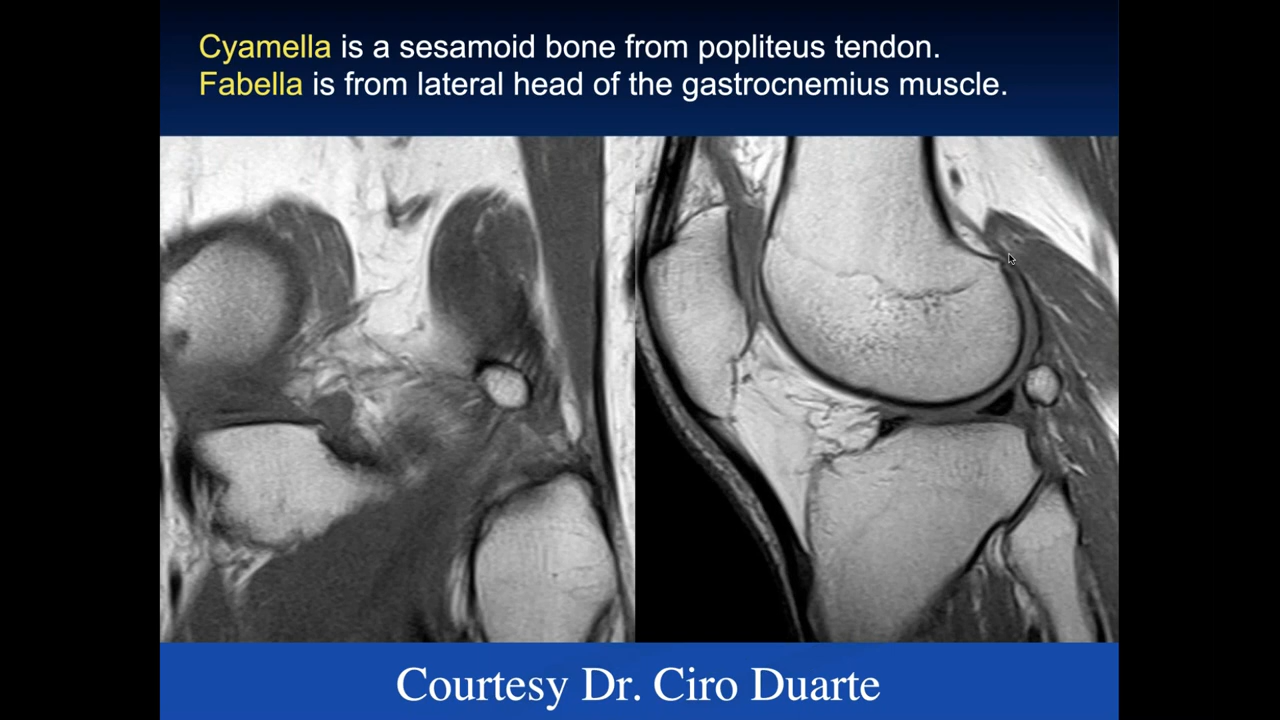 Cyamella is a sesamoid bone from popliteus tendon.
Fabella is from lateral head of the gastrocnemius muscle.
Courtesy Dr. Ciro Duarte